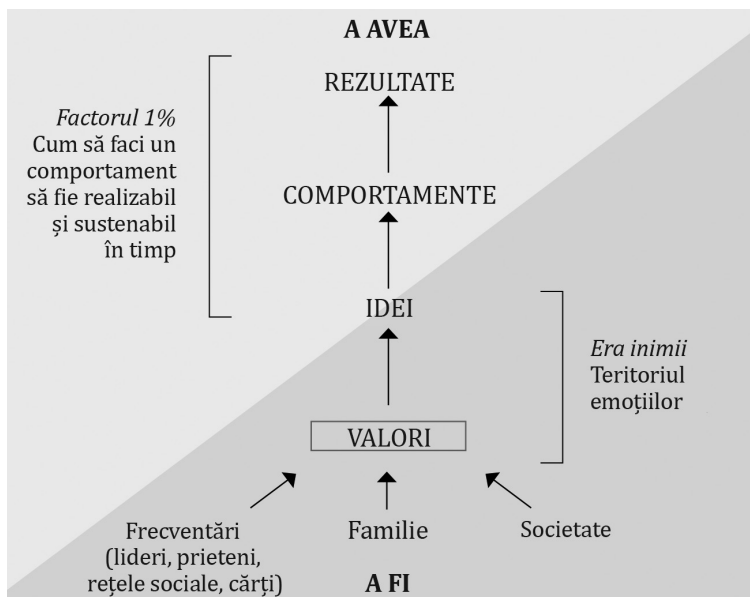 A AVEA
REZULTATE
Factorul 1%
Cum să faci un
comportament
să fie realizabil
și sustenabil
în timp
COMPORTAMENTE
IDEI
Era inimii
Teritoriul
emoțiilor
VALORI
Frecventări
(lideri, prieteni,
rețele sociale, cărți)
Familie
Societate
A FI